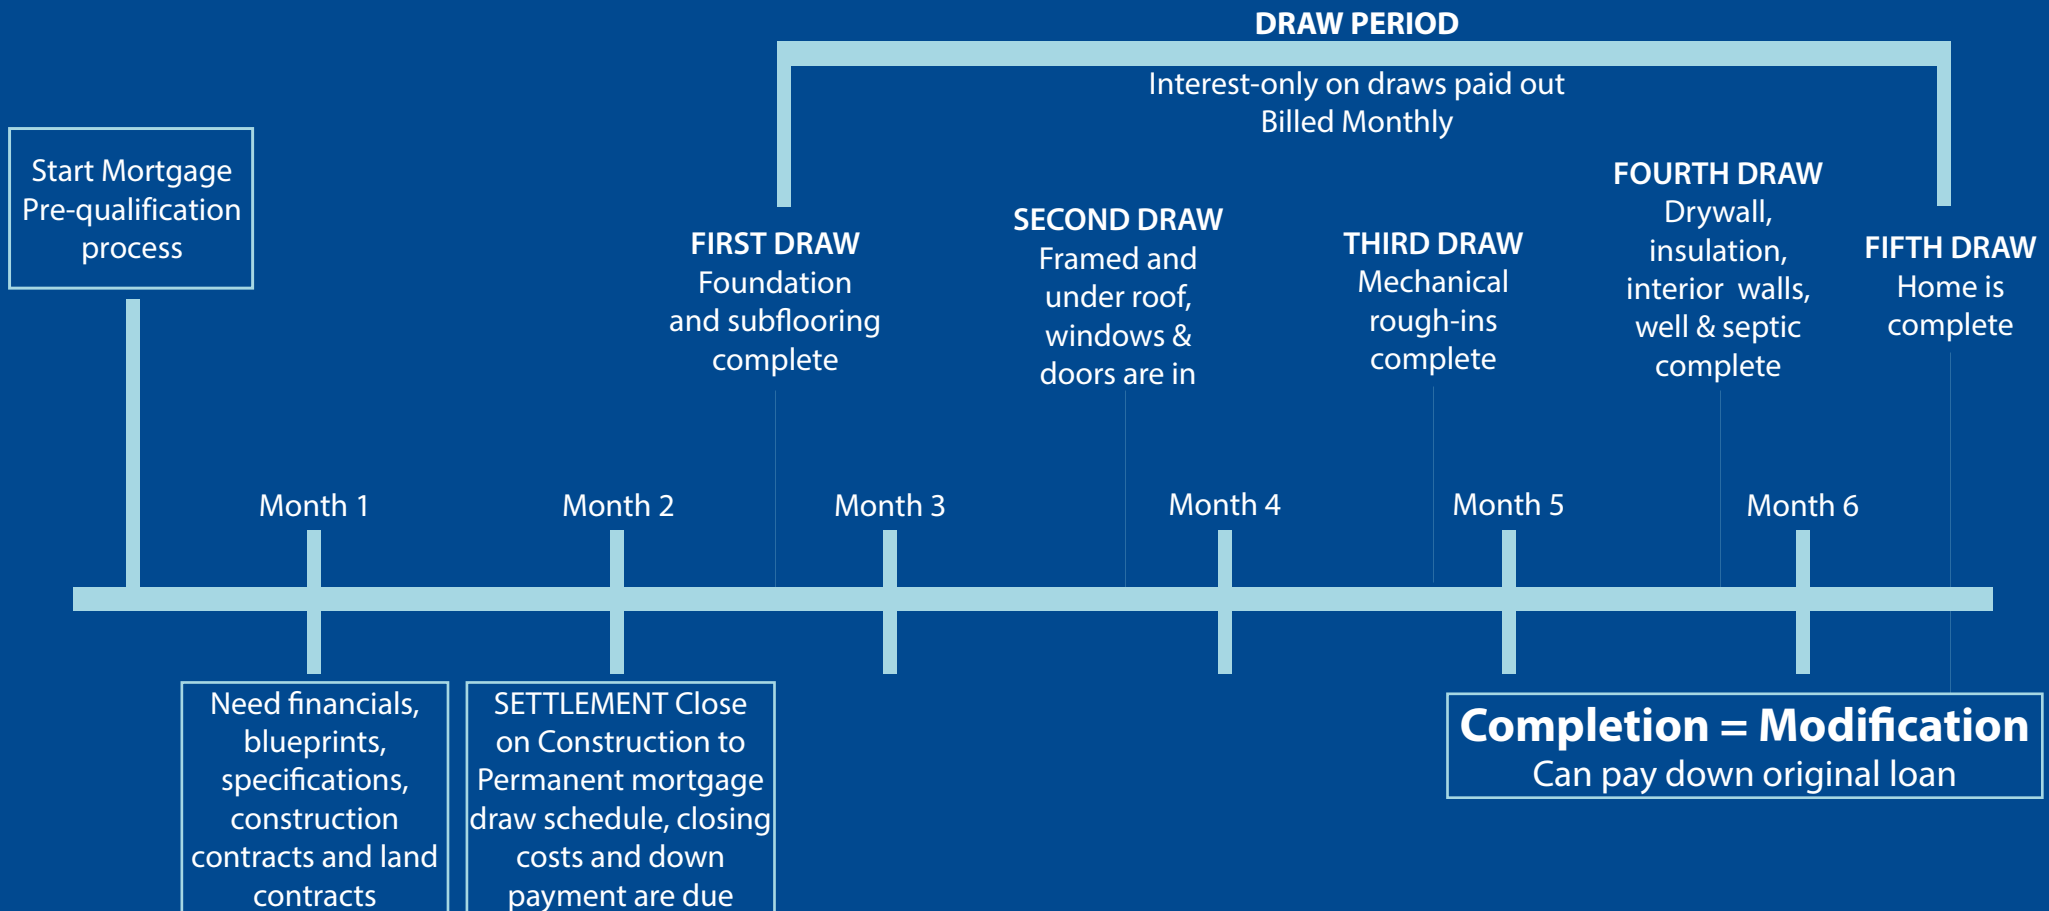 DRAW PERIOD
Interest-only on draws paid out
Billed Monthly
Start Mortgage
Pre-qualification
process
FIRST DRAW
Foundation
and subflooring
complete
SECOND DRAW
Framed and
under roof,
windows &
doors are in
THIRD DRAW
Mechanical
rough-ins
complete
FOURTH DRAW
Drywall,
insulation,
interior walls,
well & septic
complete
FIFTH DRAW
Home is
complete
Month 1
Month 2
Month 3
Month 4
Month 5
Month 6
Need financials,
blueprints,
specifications,
construction
contracts and land
contracts
SETTLEMENT Close
on Construction to
Permanent mortgage
draw schedule, closing
costs and down
payment are due
Completion = Modification
Can pay down original loan